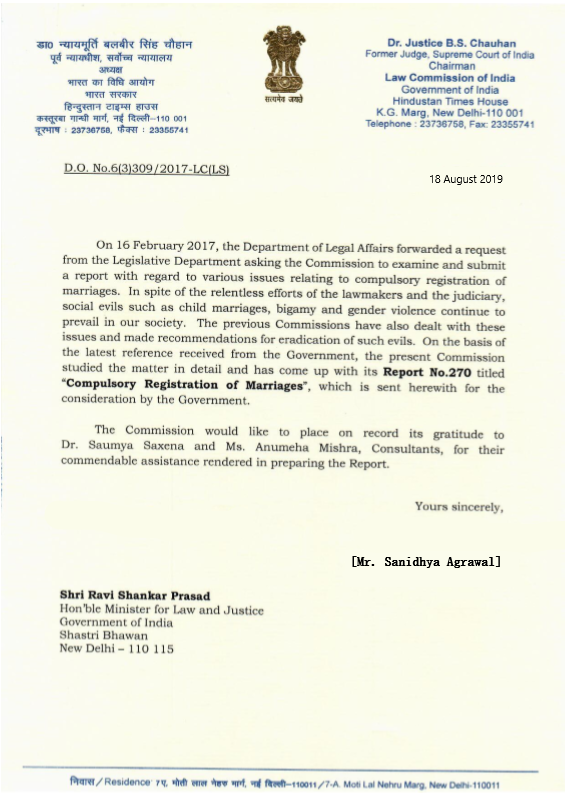 डा0 न्यायमूर्ति बलबीर सिंह चौहान
पूर्व न्यायधीश, सर्वोच्च न्यायालय
अध्यक्ष
भारत का विधि आयोग
भारत सरकार
हिन्दुस्तान टाइम्स हाउस
कस्तूरबा गान्धी मार्ग, नई दिल्ली–110 001
दूरभाष : 23736758, फैक्स : 23355741
सत्यमेव जयते
Dr. Justice B.S. Chauhan
Former Judge, Supreme Court of India
Chairman
Law Commission of India
Government of India
Hindustan Times House
K.G. Marg, New Delhi-110 001
Telephone : 23736758, Fax: 23355741
D.O. No.6(3)309/2017-LC(LS)
18 August 2019
On 16 February 2017, the Department of Legal Affairs forwarded a request
from the Legislative Department asking the Commission to examine and submit
a report with regard to various issues relating to compulsory registration of
marriages. In spite of the relentless efforts of the lawmakers and the judiciary,
social evils such as child marriages, bigamy and gender violence continue to
prevail in our society. The previous Commissions have also dealt with these
issues and made recommendations for eradication of such evils. On the basis of
the latest reference received from the Government, the present Commission
studied the matter in detail and has come up with its Report No.270 titled
“Compulsory Registration of Marriages”, which is sent herewith for the
consideration by the Government.
The Commission would like to place on record its gratitude to
Dr. Saumya Saxena and Ms. Anumeha Mishra, Consultants, for their
commendable assistance rendered in preparing the Report.
Yours sincerely,
[Mr. Sanidhya Agrawal]
Shri Ravi Shankar Prasad
Hon'ble Minister for Law and Justice
Government of India
Shastri Bhawan
New Delhi – 110 115
निवास/Residence 7ए, मोती लाल नेहरू मार्ग, नई दिल्ली–110011/7-A. Moti Lal Nehru Marg, New Delhi-110011